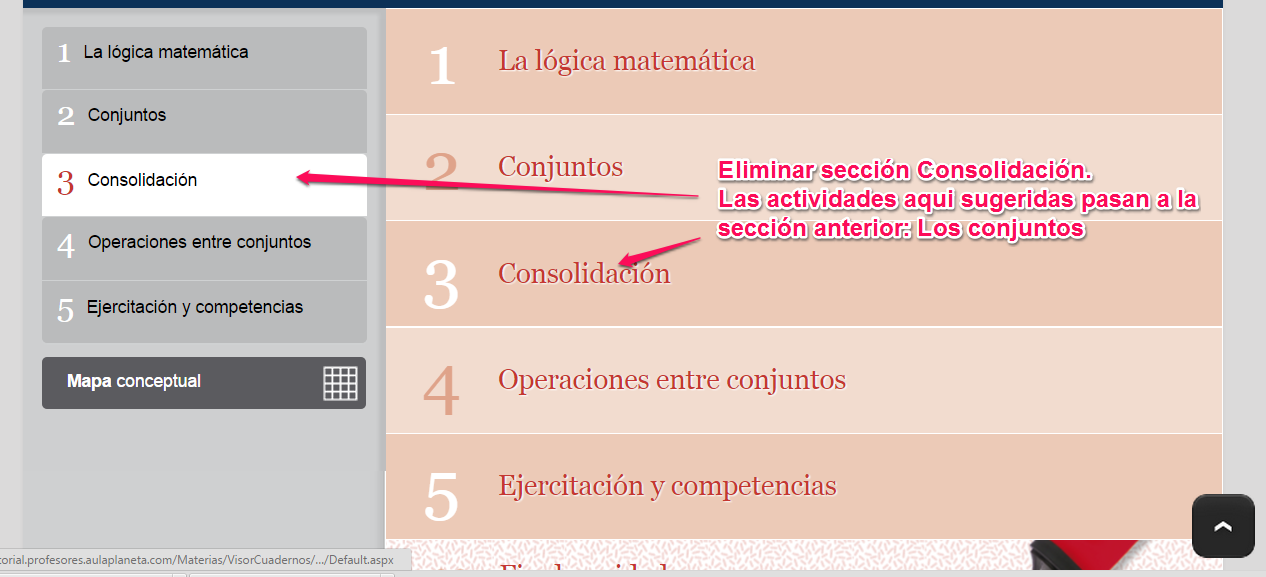 1 La lógica matemática
2 Conjuntos
3 Consolidación
4 Operaciones entre conjuntos
5 Ejercitación y competencias
Mapa conceptual
1 La lógica matemática
2 Conjuntos
3 Consolidación
4 Operaciones entre conjuntos
5 Ejercitación y competencias
Eliminar sección Consolidación.
Las actividades aqui sugeridas pasan a la
sección anterior: Los conjuntos
torial.profesores.aulaplaneta.com/Materias/VisorCuadernos/.../Default.aspx